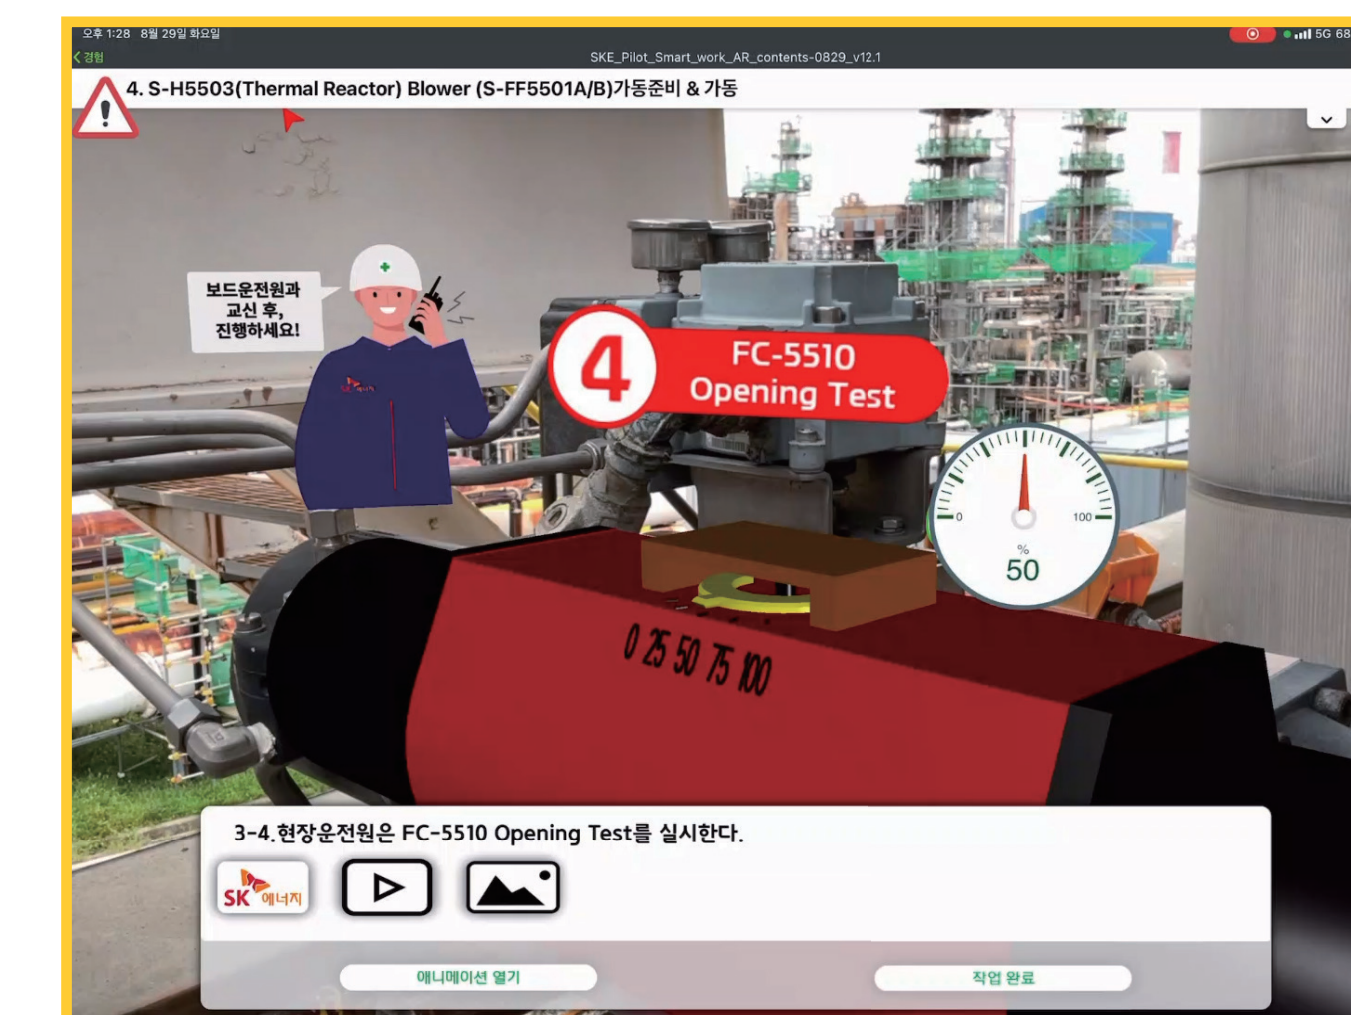 오후 1:28 8월 29일 화요일
5G 68
경험
SKE_Pilot_Smart_work_AR_contents-0829_v12.1
4. S-H5503(Thermal Reactor) Blower (S-FF5501A/B)가동준비 & 가동
보드운전원과
교신 후,
진행하세요!
SK 에너지
4
FC-5510
Opening Test
0
100
%
50
0 25 50 75 100
3-4.현장운전원은 FC-5510 Opening Test를 실시한다.
SK 에너지
애니메이션 열기
작업 완료